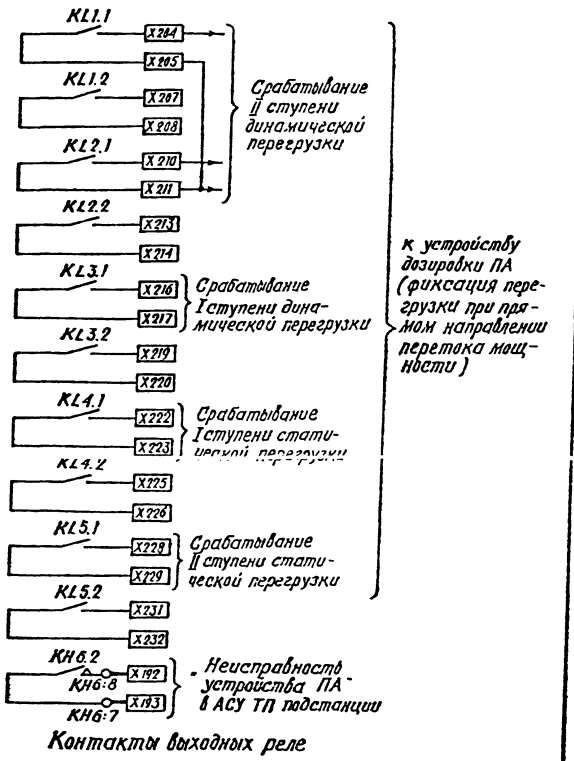 KL1.1
X204
X205
KL1.2
X207
X208
KL2.1
X210
X211
Срабатывание
II ступени
динамической
перегрузки
KL2.2
X213
X214
KL3.1
X216
X217
Срабатывание
I ступени дина-
мической перегрузки
KL3.2
X219
X220
KL4.1
X222
X223
Срабатывание
I ступени стати-
ческой перегрузки
KL4.2
X225
X226
KL5.1
X228
X229
Срабатывание
II ступени стати-
ческой перегрузки
KL5.2
X231
X232
к устройству
дозировки ПА
(фиксация пере-
грузки при пря-
мом направлении
перетока мощ-
ности)
KH6.2
KH6:8
X192
KH6:7
X193
" Неисправность
устройства ПА"
в АСУ ТП подстанции
Контакты выходных реле